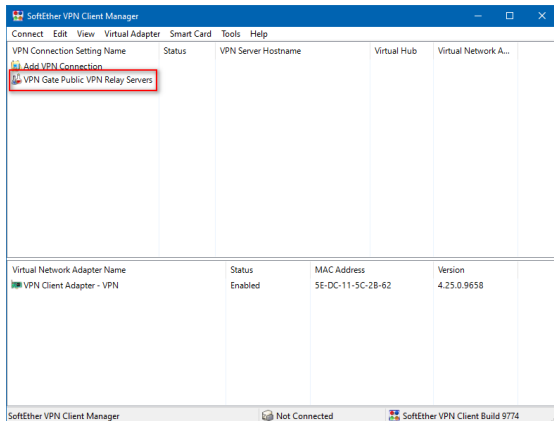 SoftEther VPN Client Manager
Connect Edit View Virtual Adapter Smart Card Tools Help
VPN Connection Setting Name Status VPN Server Hostname Virtual Hub Virtual Network A...
Add VPN Connection
VPN Gate Public VPN Relay Servers
Virtual Network Adapter Name Status MAC Address Version
VPN Client Adapter - VPN Enabled 5E-DC-11-5C-2B-62 4.25.0.9658
SoftEther VPN Client Manager Not Connected SoftEther VPN Client Build 9774